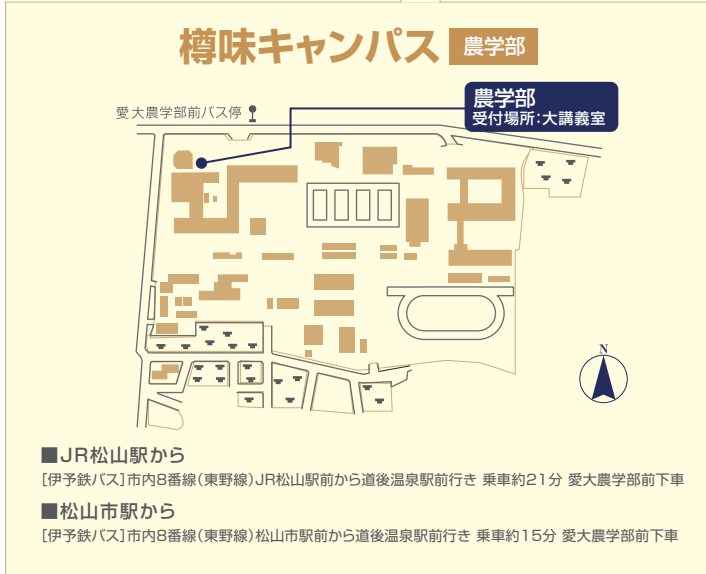 樽味キャンパス 農学部
愛大農学部前バス停
農学部
受付場所:大講義室
N
■JR松山駅から
[伊予鉄バス]市内8番線(東野線)JR松山駅前から道後温泉駅前行き 乗車約21分 愛大農学部前下車
■松山市駅から
[伊予鉄バス]市内8番線(東野線)松山市駅前から道後温泉駅前行き 乗車約15分 愛大農学部前下車